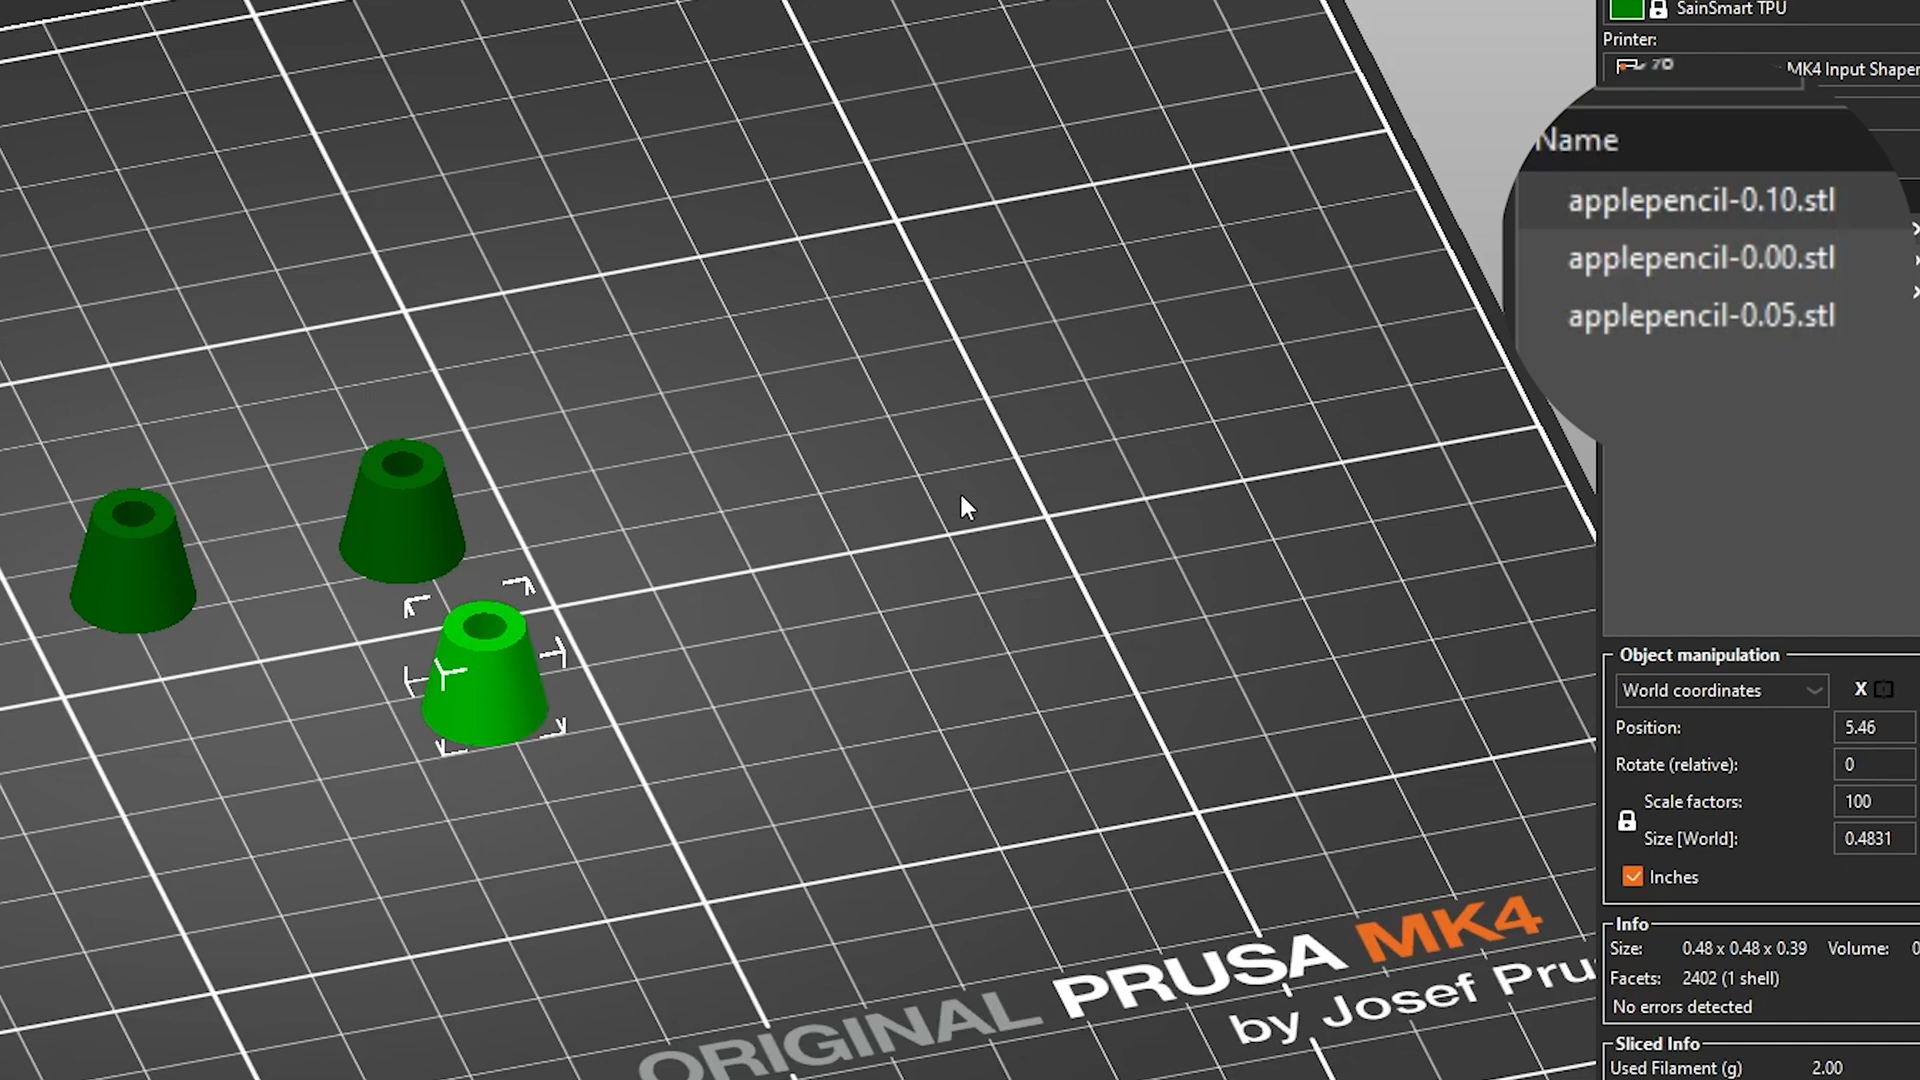 SainSmart TPU
Printer:
MK4 Input Shaper
Name
applepencil-0.10.stl
applepencil-0.00.stl
applepencil-0.05.stl
Object manipulation
World coordinates X
Position: 5.46
Rotate (relative): 0
Scale factors: 100
Size [World]: 0.4831
Inches
Info
Size: 0.48 x 0.48 x 0.39 Volume: 0
Facets: 2402 (1 shell)
No errors detected
Sliced Info
Used Filament (g) 2.00
ORIGINAL PRUSA MK4
by Josef Pru